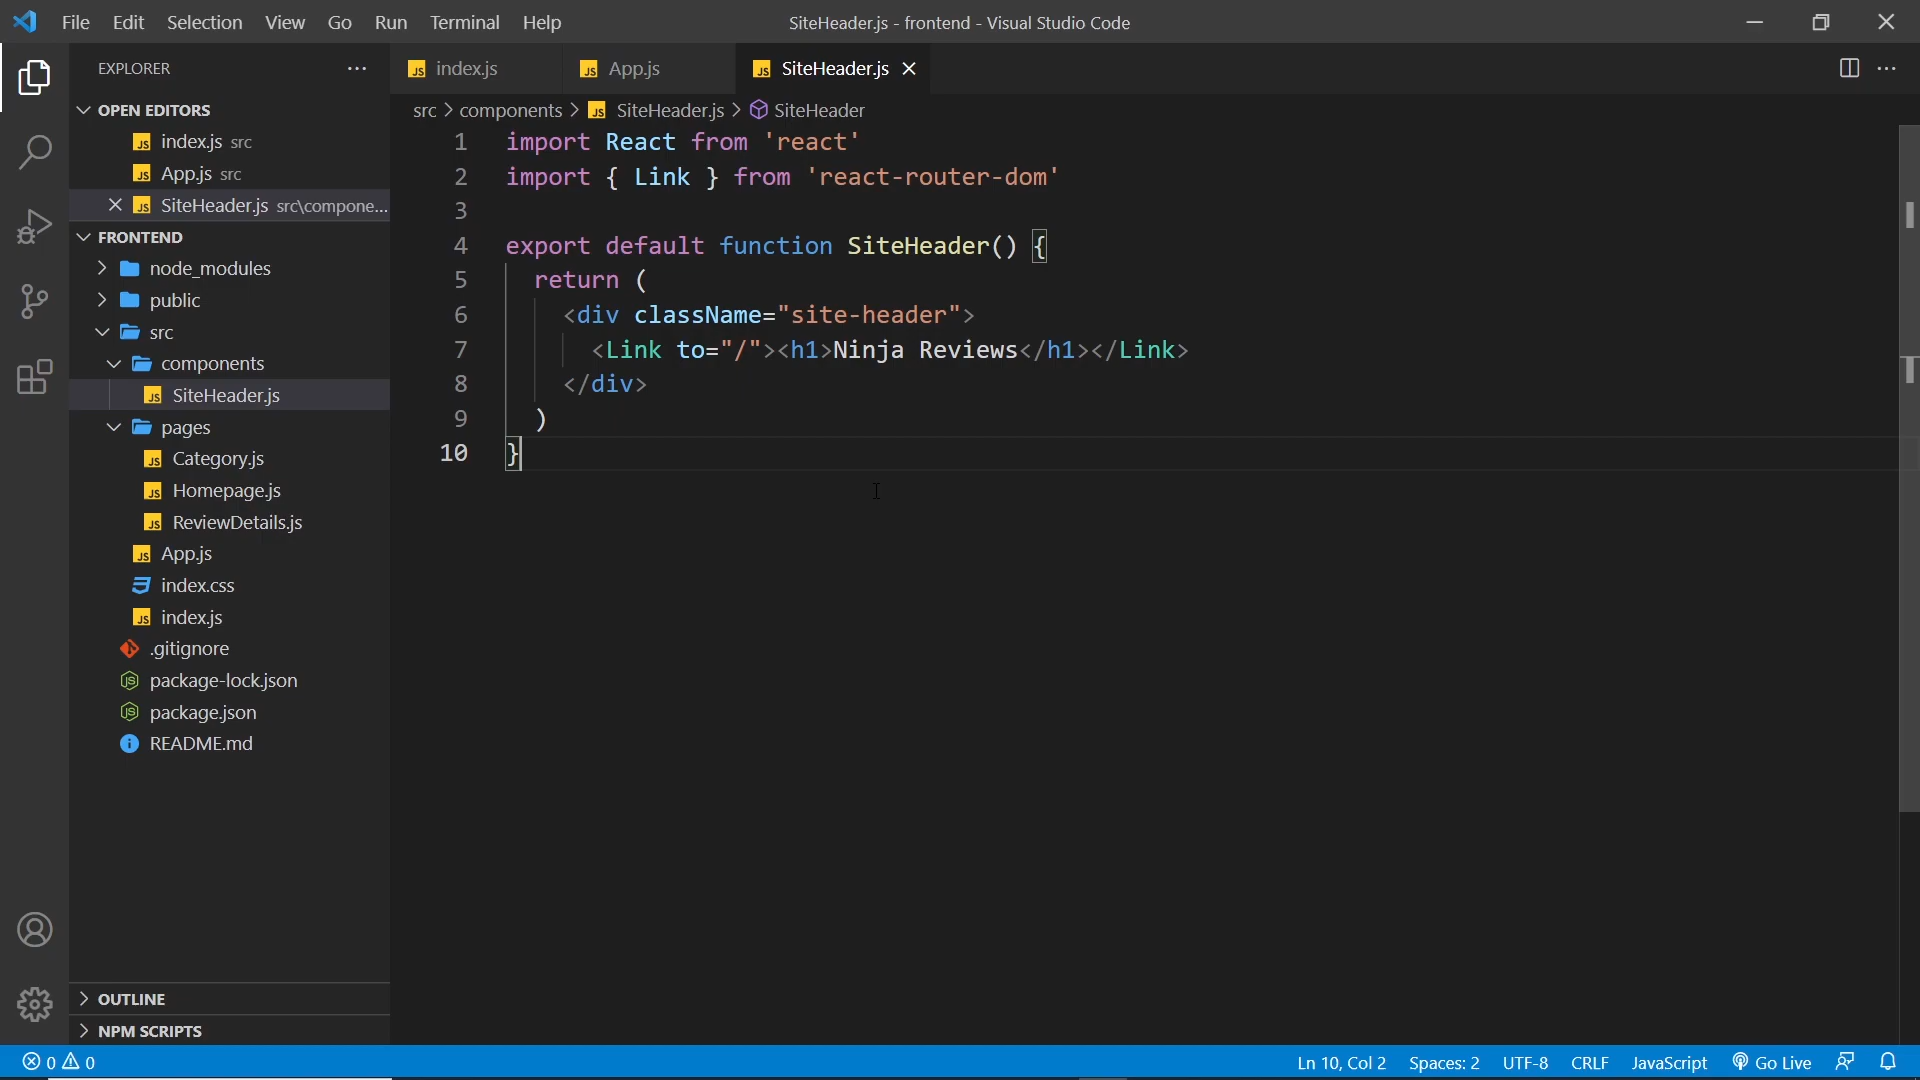 File Edit Selection View Go Run Terminal Help
SiteHeader.js - frontend - Visual Studio Code
EXPLORER
OPEN EDITORS
index.js src
App.js src
SiteHeader.js src\compone...
FRONTEND
node_modules
public
src
components
SiteHeader.js
pages
Category.js
Homepage.js
ReviewDetails.js
App.js
index.css
index.js
.gitignore
package-lock.json
package.json
README.md
OUTLINE
NPM SCRIPTS
index.js App.js SiteHeader.js
src > components > SiteHeader.js > SiteHeader
1 import React from 'react'
2 import { Link } from 'react-router-dom'
3
4 export default function SiteHeader() {
5 return (
6 <div className="site-header">
7 <Link to="/"><h1>Ninja Reviews</h1></Link>
8 </div>
9 )
10 }
0 0
Ln 10, Col 2 Spaces: 2 UTF-8 CRLF JavaScript Go Live